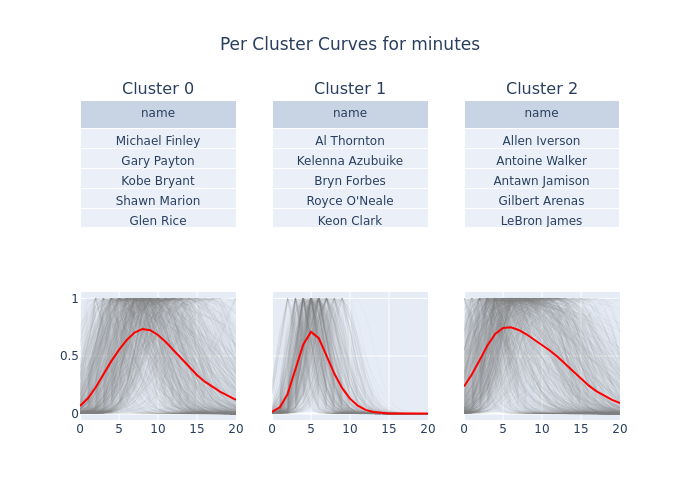 Per Cluster Curves for minutes
Cluster 0
Cluster 1
Cluster 2
name
name
name
Michael Finley
Al Thornton
Allen Iverson
Gary Payton
Kelenna Azubuike
Antoine Walker
Kobe Bryant
Bryn Forbes
Antawn Jamison
Shawn Marion
Royce O'Neale
Gilbert Arenas
Glen Rice
Keon Clark
LeBron James
1
0.5
0
0 5 10 15 20
0 5 10 15 20
0 5 10 15 20